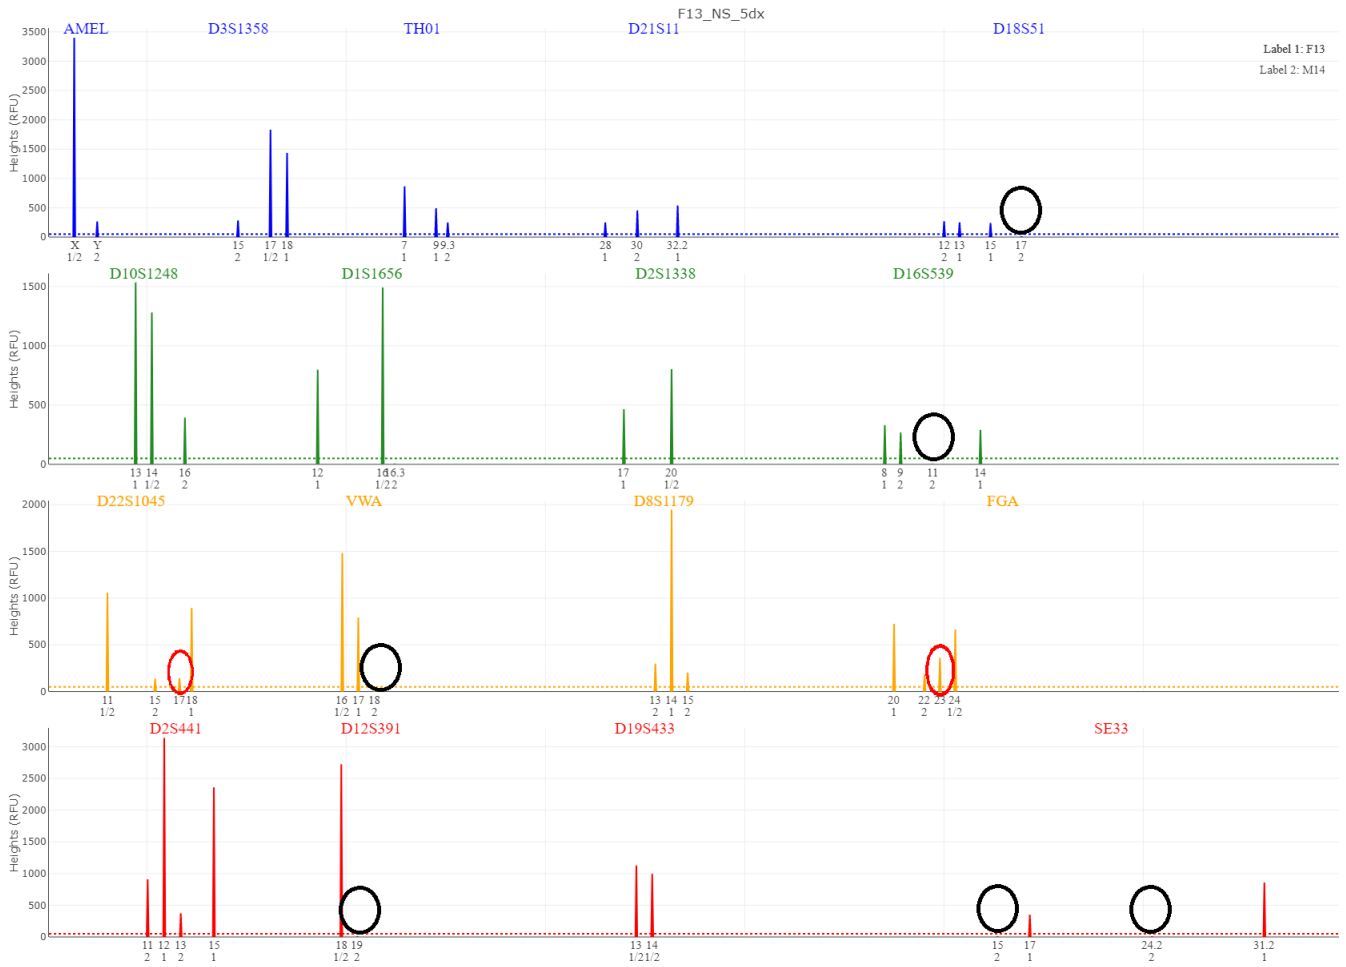 F13_NS_5dx
AMEL D3S1358 TH01 D21S11 D18S51
Label 1: F13
Label 2: M14
Heights (RFU)
3500
3000
2500
2000
1500
1000
500
0
X Y 15 17 18 7 9 9.3 28 30 32.2 12 13 15 17
1/2 2 2 1/2 1 1 1 2 1 2 1 2 1 1 2
D10S1248 D1S1656 D2S1338 D16S539
Heights (RFU)
1500
1000
500
0
13 14 16 12 16 16.3 17 20 8 9 11 14
1 1/2 2 1 1/2 2 1 1/2 1 2 2 1
D22S1045 VWA D8S1179 FGA
Heights (RFU)
2000
1500
1000
500
0
11 15 17 18 16 17 18 13 14 15 20 22 23 24
1/2 2 1 1/2 1 2 2 1 2 1 2 1/2
D2S441 D12S391 D19S433 SE33
Heights (RFU)
3000
2500
2000
1500
1000
500
0
11 12 13 15 18 19 13 14 15 17 24.2 31.2
2 1 2 1 1/2 2 1/2 1/2 2 1 2 1